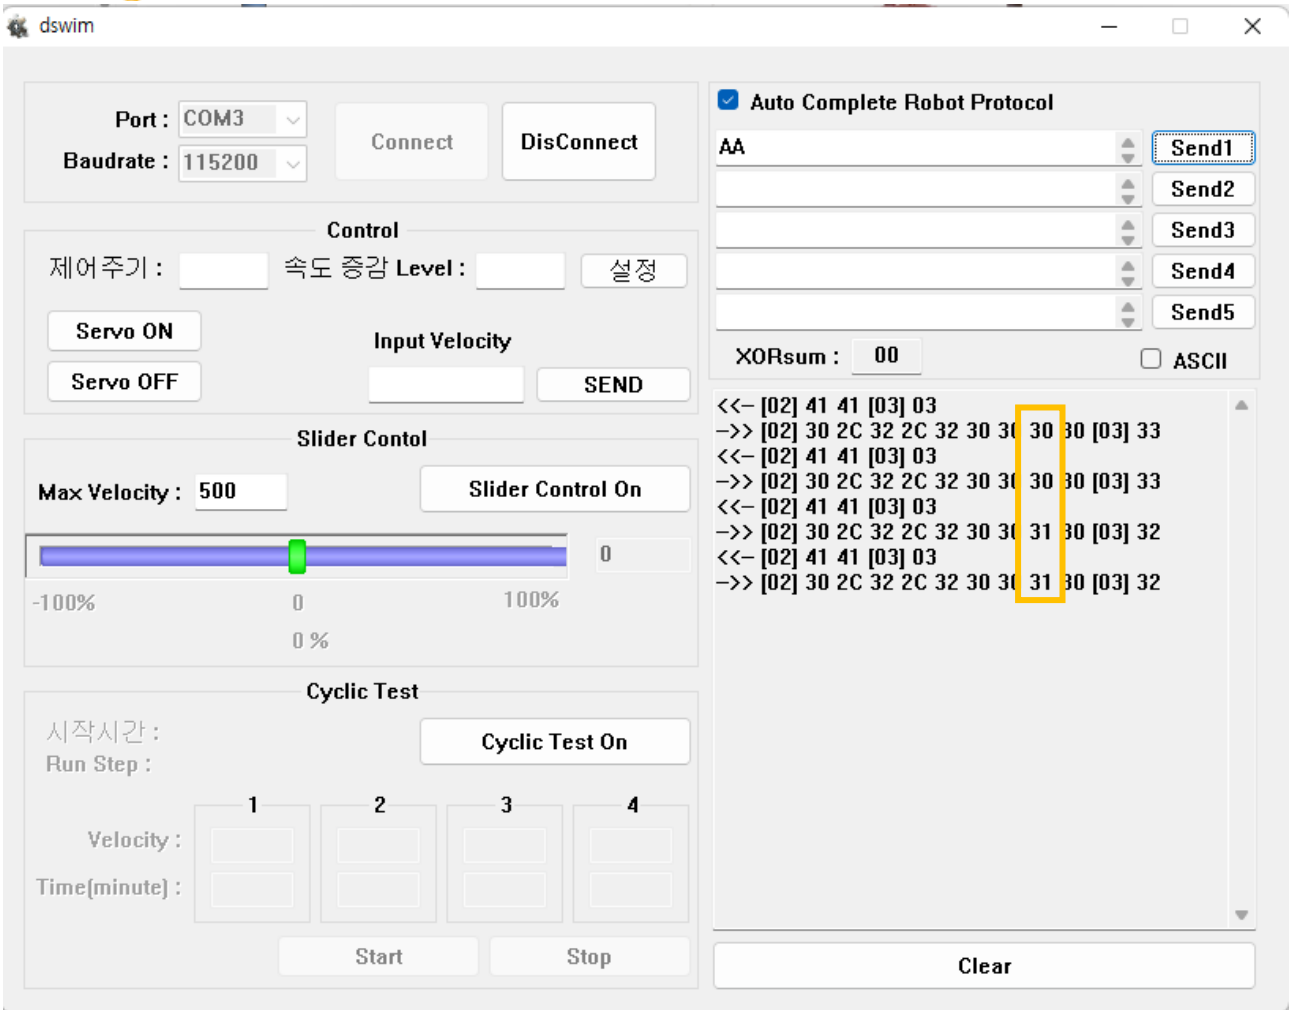 dswim
Port : COM3
Baudrate : 115200
Connect
DisConnect
Control
제어주기 :
속도 증감 Level :
설정
Servo ON
Servo OFF
Input Velocity
SEND
Slider Contol
Max Velocity : 500
Slider Control On
0
-100%
0
100%
0 %
Cyclic Test
시작시간 :
Run Step :
Cyclic Test On
1
2
3
4
Velocity :
Time(minute) :
Start
Stop
Auto Complete Robot Protocol
AA
Send1
Send2
Send3
Send4
Send5
XORsum : 00
ASCII
<<- [02] 41 41 [03] 03
->> [02] 30 2C 32 2C 32 30 30 30 30 [03] 33
<<- [02] 41 41 [03] 03
->> [02] 30 2C 32 2C 32 30 30 30 30 [03] 33
<<- [02] 41 41 [03] 03
->> [02] 30 2C 32 2C 32 30 30 31 30 [03] 32
<<- [02] 41 41 [03] 03
->> [02] 30 2C 32 2C 32 30 30 31 30 [03] 32
Clear